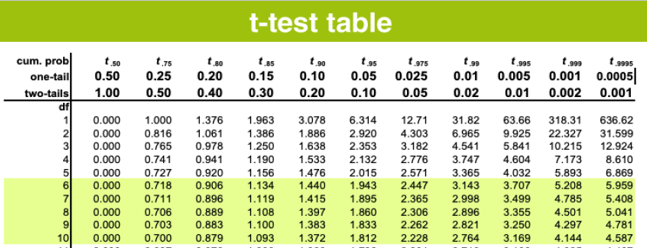 t-test table
cum. prob t .50 t .75 t .80 t .85 t .90 t .95 t .975 t .99 t .995 t .999 t .9995
one-tail 0.50 0.25 0.20 0.15 0.10 0.05 0.025 0.01 0.005 0.001 0.0005
two-tails 1.00 0.50 0.40 0.30 0.20 0.10 0.05 0.02 0.01 0.002 0.001
df
1 0.000 1.000 1.376 1.963 3.078 6.314 12.71 31.82 63.66 318.31 636.62
2 0.000 0.816 1.061 1.386 1.886 2.920 4.303 6.965 9.925 22.327 31.599
3 0.000 0.765 0.978 1.250 1.638 2.353 3.182 4.541 5.841 10.215 12.924
4 0.000 0.741 0.941 1.190 1.533 2.132 2.776 3.747 4.604 7.173 8.610
5 0.000 0.727 0.920 1.156 1.476 2.015 2.571 3.365 4.032 5.893 6.869
6 0.000 0.718 0.906 1.134 1.440 1.943 2.447 3.143 3.707 5.208 5.959
7 0.000 0.711 0.896 1.119 1.415 1.895 2.365 2.998 3.499 4.785 5.408
8 0.000 0.706 0.889 1.108 1.397 1.860 2.306 2.896 3.355 4.501 5.041
9 0.000 0.703 0.883 1.100 1.383 1.833 2.262 2.821 3.250 4.297 4.781
10 0.000 0.700 0.879 1.093 1.372 1.812 2.228 2.764 3.169 4.144 4.587